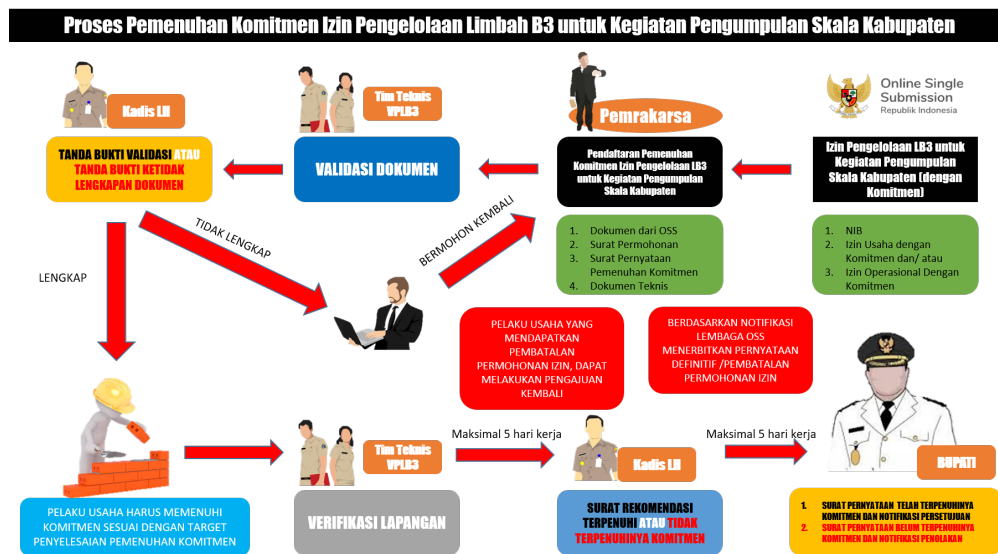 Proses Pemenuhan Komitmen Izin Pengelolaan Limbah B3 untuk Kegiatan Pengumpulan Skala Kabupaten
Kadis LH
TANDA BUKTI VALIDASI ATAU
TANDA BUKTI KETIDAK
LENGKAPAN DOKUMEN
Tim Teknis
VPLB3
VALIDASI DOKUMEN
Pemrakarsa
Pendaftaran Pemenuhan
Komitmen Izin Pengelolaan LB3
untuk Kegiatan Pengumpulan
Skala Kabupaten
Online Single
Submission
Republik Indonesia
Izin Pengelolaan LB3 untuk
Kegiatan Pengumpulan
Skala Kabupaten (dengan
Komitmen)
1. Dokumen dari OSS
2. Surat Permohonan
3. Surat Pernyataan
Pemenuhan Komitmen
4. Dokumen Teknis
1. NIB
2. Izin Usaha dengan
Komitmen dan/ atau
3. Izin Operasional Dengan
Komitmen
LENGKAP
TIDAK LENGKAP
BERMOHON KEMBALI
PELAKU USAHA YANG
MENDAPATKAN
PEMBATALAN
PERMOHONAN IZIN, DAPAT
MELAKUKAN PENGAJUAN
KEMBALI
BERDASARKAN NOTIFIKASI
LEMBAGA OSS
MENERBITKAN PERNYATAAN
DEFINITIF /PEMBATALAN
PERMOHONAN IZIN
PELAKU USAHA HARUS MEMENUHI
KOMITMEN SESUAI DENGAN TARGET
PENYELESAIAN PEMENUHAN KOMITMEN
Tim Teknis
VPLB3
VERIFIKASI LAPANGAN
Maksimal 5 hari kerja
Kadis LH
SURAT REKOMENDASI
TERPENUHI ATAU TIDAK
TERPENUHINYA KOMITMEN
Maksimal 5 hari kerja
BUPATI
1. SURAT PERNYATAAN TELAH TERPENUHINYA
KOMITMEN DAN NOTIFIKASI PERSETUJUAN
2. SURAT PERNYATAAN BELUM TERPENUHINYA
KOMITMEN DAN NOTIFIKASI PENOLAKAN